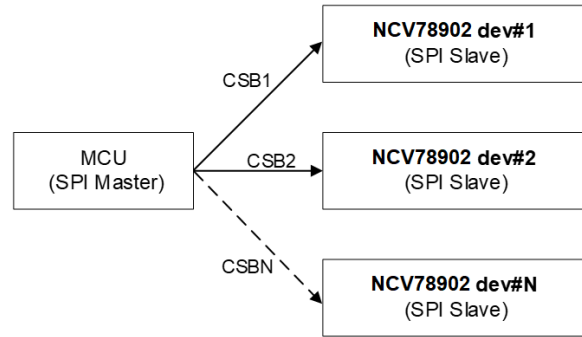 NCV78902 dev#1
(SPI Slave)
CSB1
MCU
(SPI Master)
CSB2
NCV78902 dev#2
(SPI Slave)
CSBN
NCV78902 dev#N
(SPI Slave)